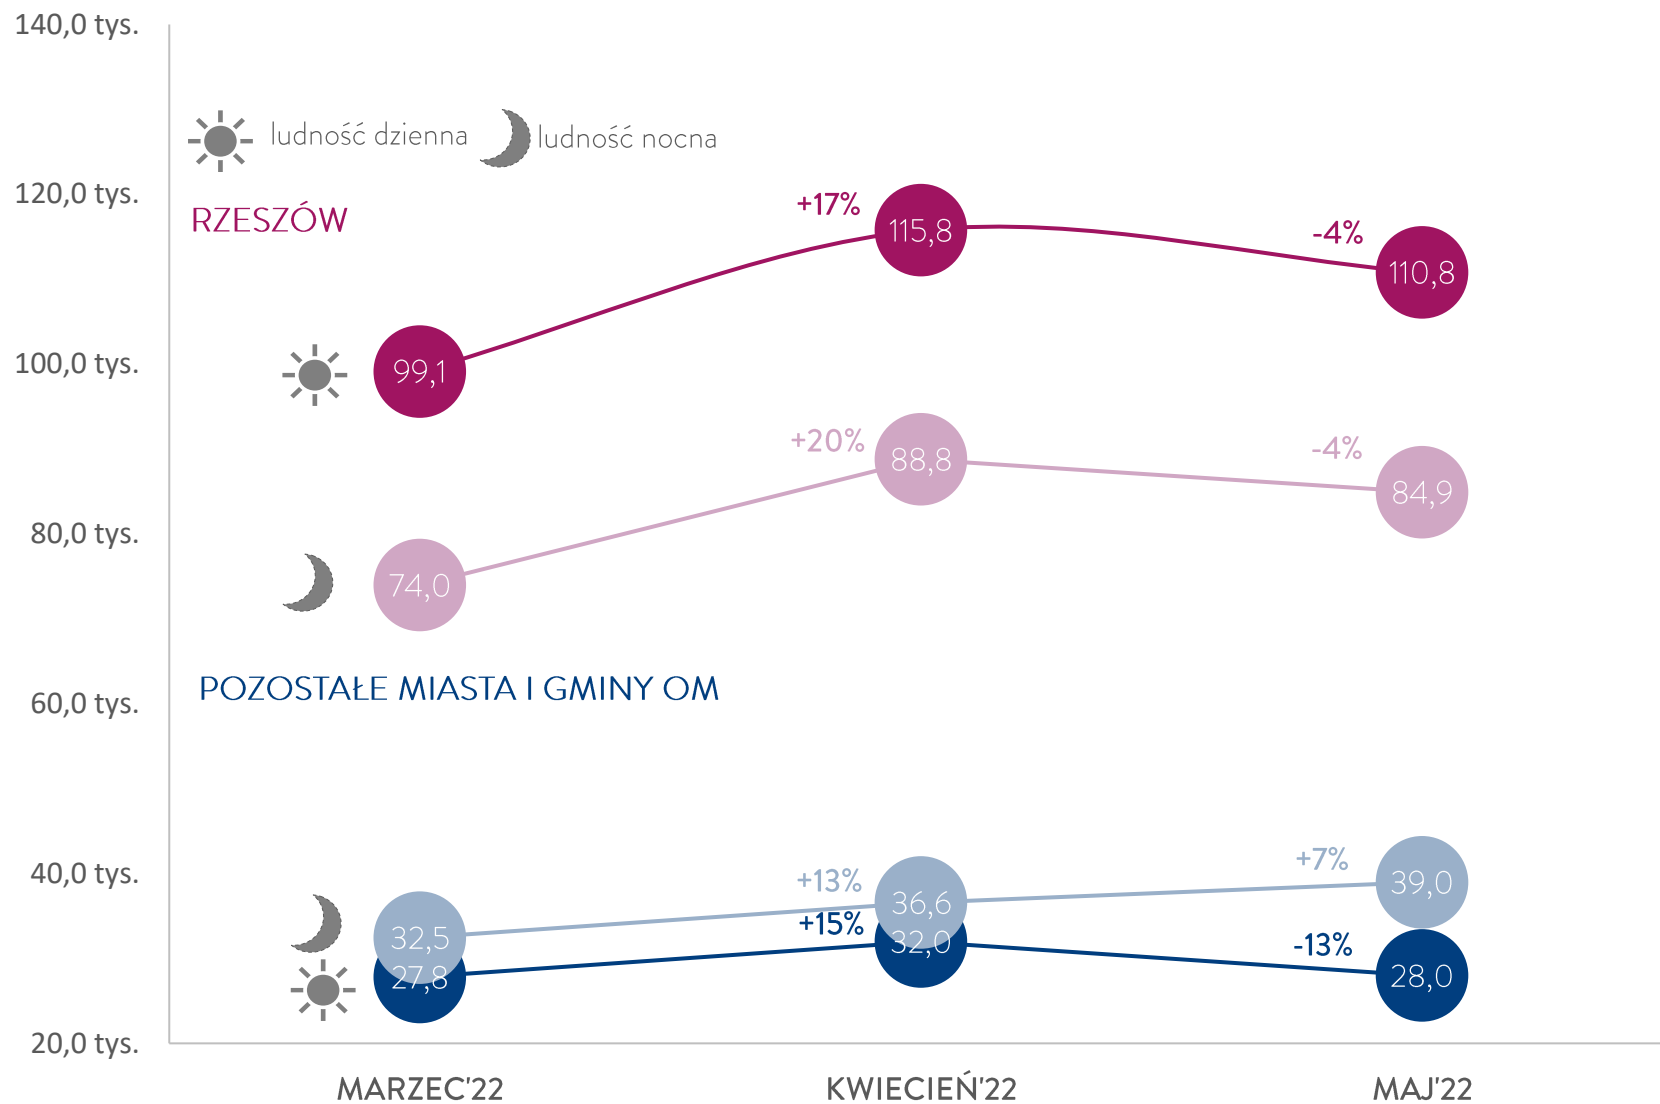 140,0 tys.
ludność dzienna
ludność nocna
120,0 tys.
RZESZÓW
+17%
115,8
-4%
110,8
100,0 tys.
99,1
+20%
88,8
-4%
84,9
80,0 tys.
74,0
POZOSTAŁE MIASTA I GMINY OM
60,0 tys.
40,0 tys.
+13%
36,6
+7%
39,0
32,5
+15%
32,0
-13%
28,0
27,8
20,0 tys.
MARZEC'22
KWIECIEŃ'22
MAJ'22